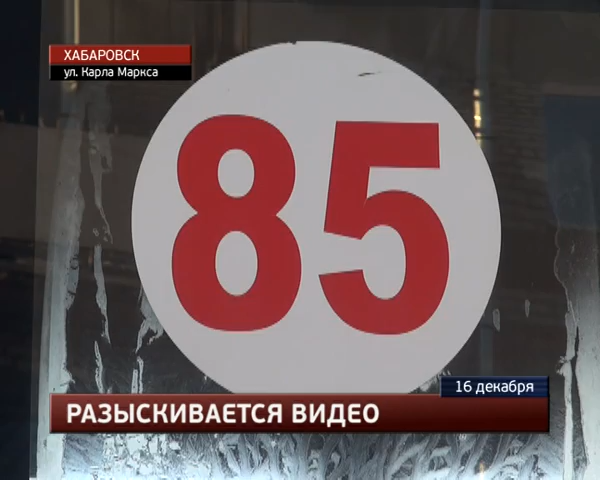 ХАБАРОВСК
ул. Карла Маркса
85
16 декабря
РАЗЫСКИВАЕТСЯ ВИДЕО